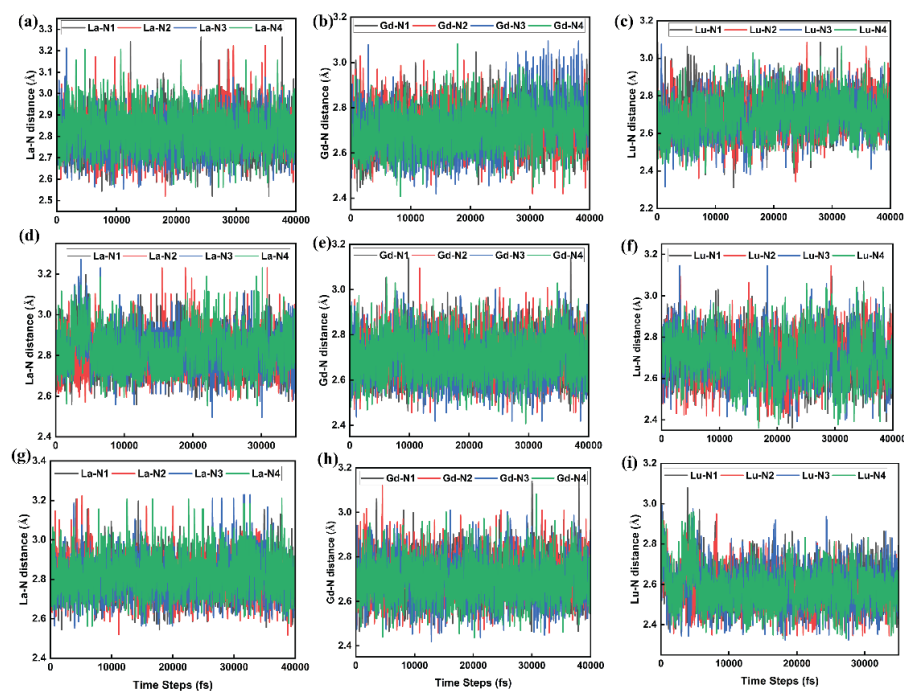 (a)
La-N1 La-N2 La-N3 La-N4
La-N distance (Å)
3.3
3.2
3.1
3.0
2.9
2.8
2.7
2.6
2.5
0 10000 20000 30000 40000
(b)
Gd-N1 Gd-N2 Gd-N3 Gd-N4
Gd-N distance (Å)
3.2
3.0
2.8
2.6
2.4
0 10000 20000 30000 40000
(c)
Lu-N1 Lu-N2 Lu-N3 Lu-N4
Lu-N distance (Å)
3.2
3.0
2.8
2.6
2.4
2.2
0 10000 20000 30000 40000
(d)
La-N1 La-N2 La-N3 La-N4
La-N distance (Å)
3.2
3.0
2.8
2.6
2.4
0 10000 20000 30000
(e)
Gd-N1 Gd-N2 Gd-N3 Gd-N4
Gd-N distance (Å)
3.2
3.0
2.8
2.6
2.4
0 10000 20000 30000 40000
(f)
Lu-N1 Lu-N2 Lu-N3 Lu-N4
Lu-N distance (Å)
3.2
3.0
2.8
2.6
2.4
0 10000 20000 30000 40000
(g)
La-N1 La-N2 La-N3 La-N4
La-N distance (Å)
3.4
3.2
3.0
2.8
2.6
2.4
0 10000 20000 30000 40000
Time Steps (fs)
(h)
Gd-N1 Gd-N2 Gd-N3 Gd-N4
Gd-N distance (Å)
3.2
3.0
2.8
2.6
2.4
0 10000 20000 30000 40000
Time Steps (fs)
(i)
Lu-N1 Lu-N2 Lu-N3 Lu-N4
Lu-N distance (Å)
3.2
3.0
2.8
2.6
2.4
2.2
0 10000 20000 30000
Time Steps (fs)